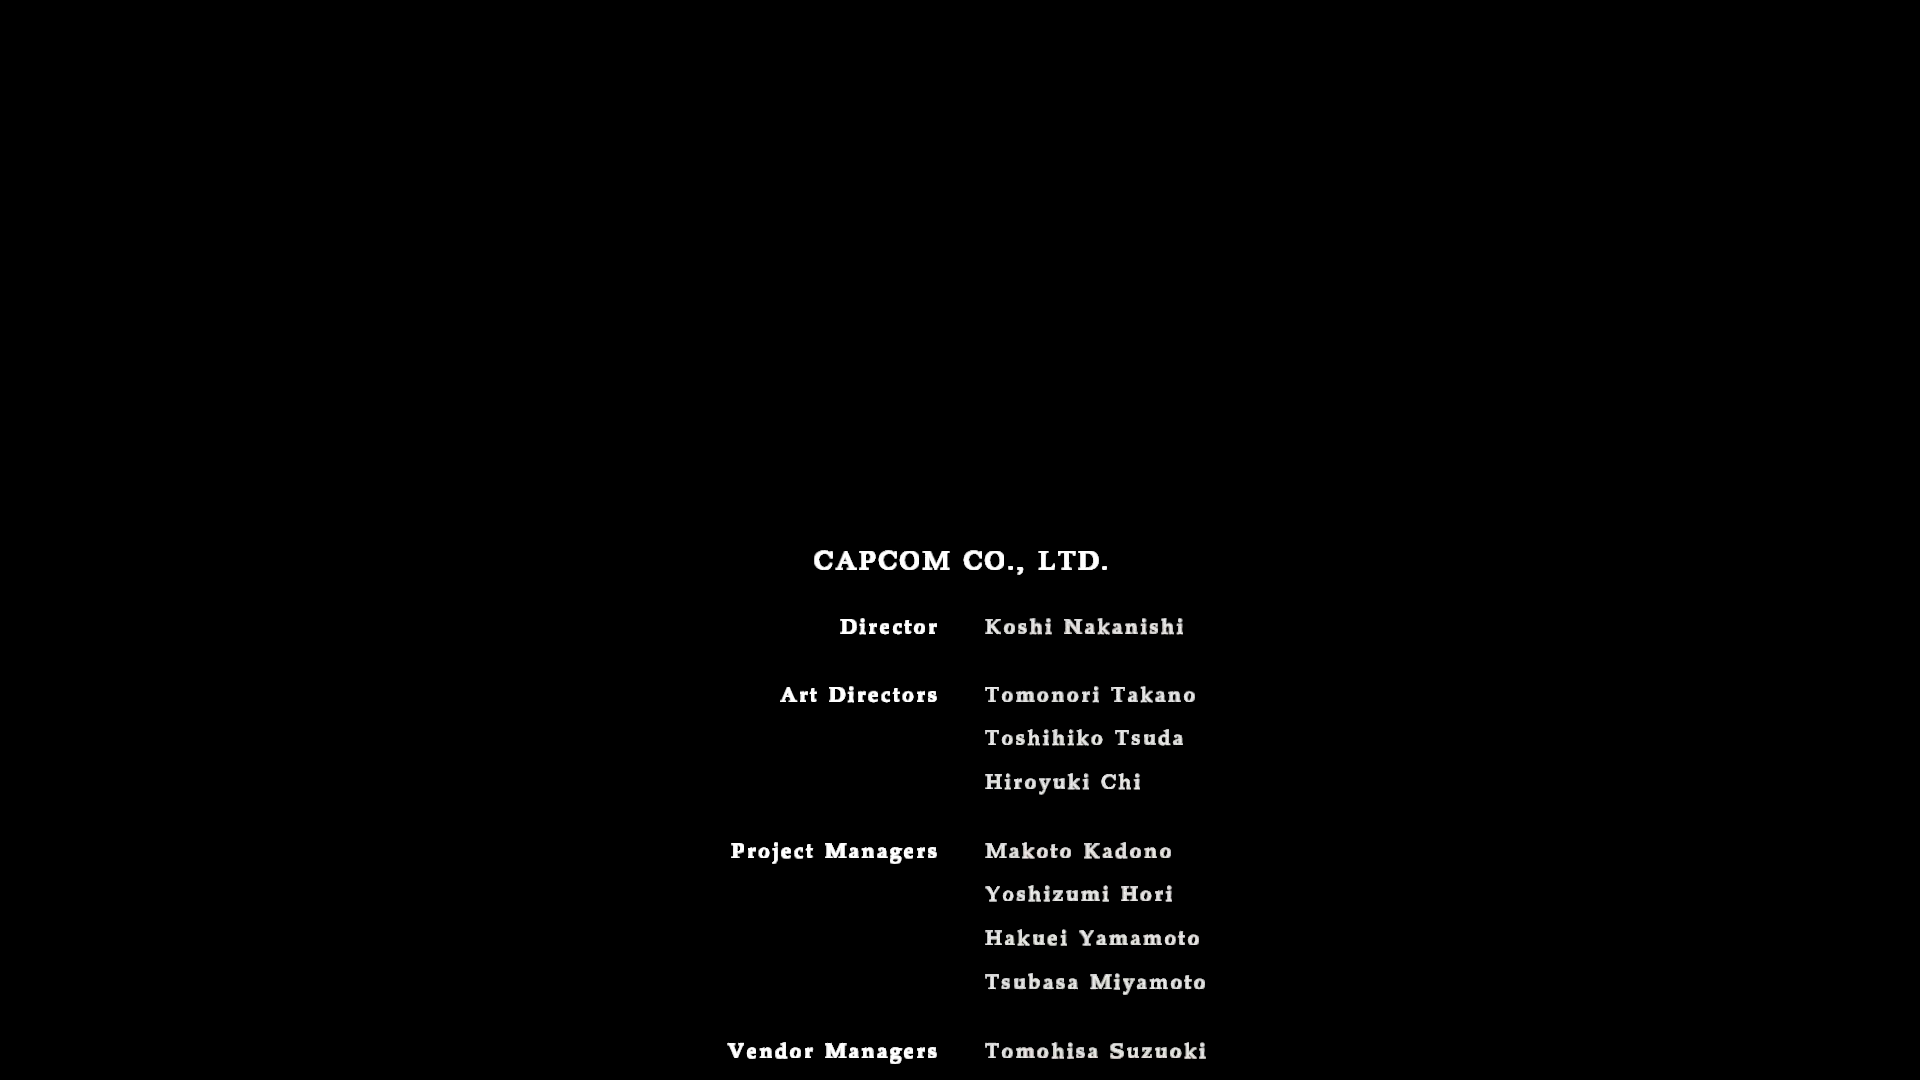 CAPCOM CO., LTD.
Director Koshi Nakanishi
Art Directors Tomonori Takano
Toshihiko Tsuda
Hiroyuki Chi
Project Managers Makoto Kadono
Yoshizumi Hori
Hakuei Yamamoto
Tsubasa Miyamoto
Vendor Managers Tomohisa Suzuoki